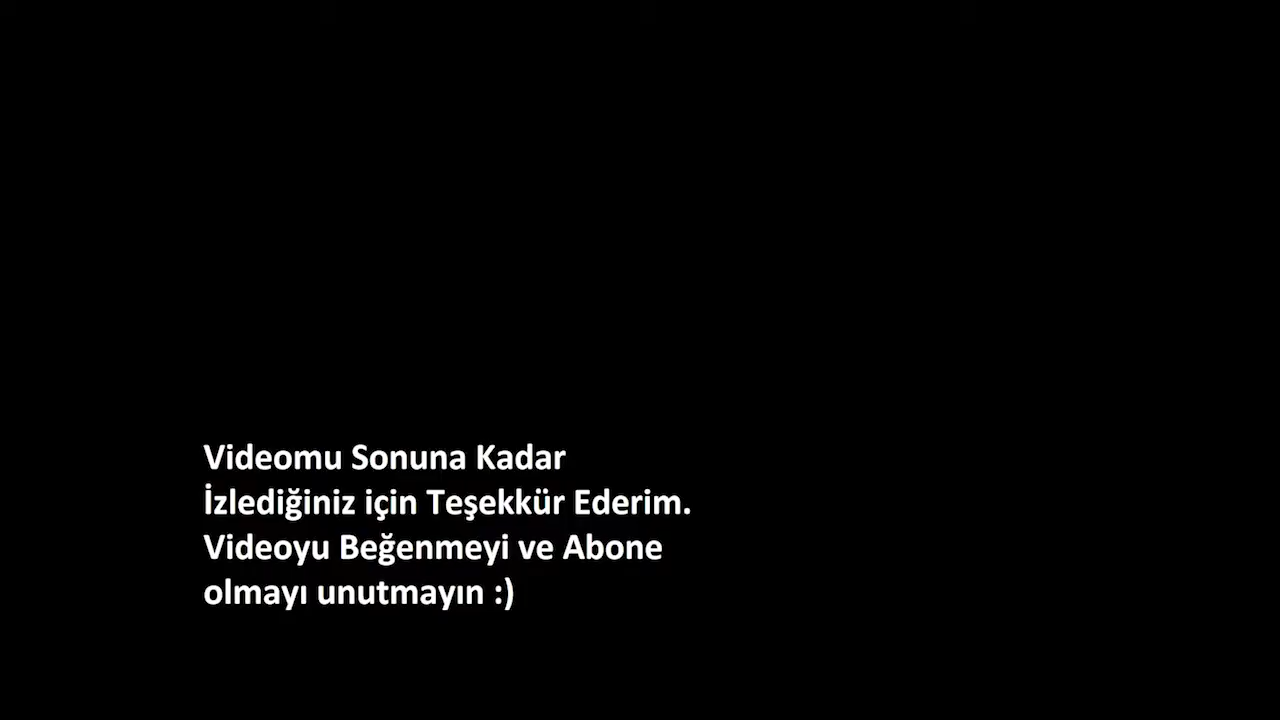 Videomu Sonuna Kadar
İzlediğiniz için Teşekkür Ederim.
Videoyu Beğenmeyi ve Abone
olmayı unutmayın :)